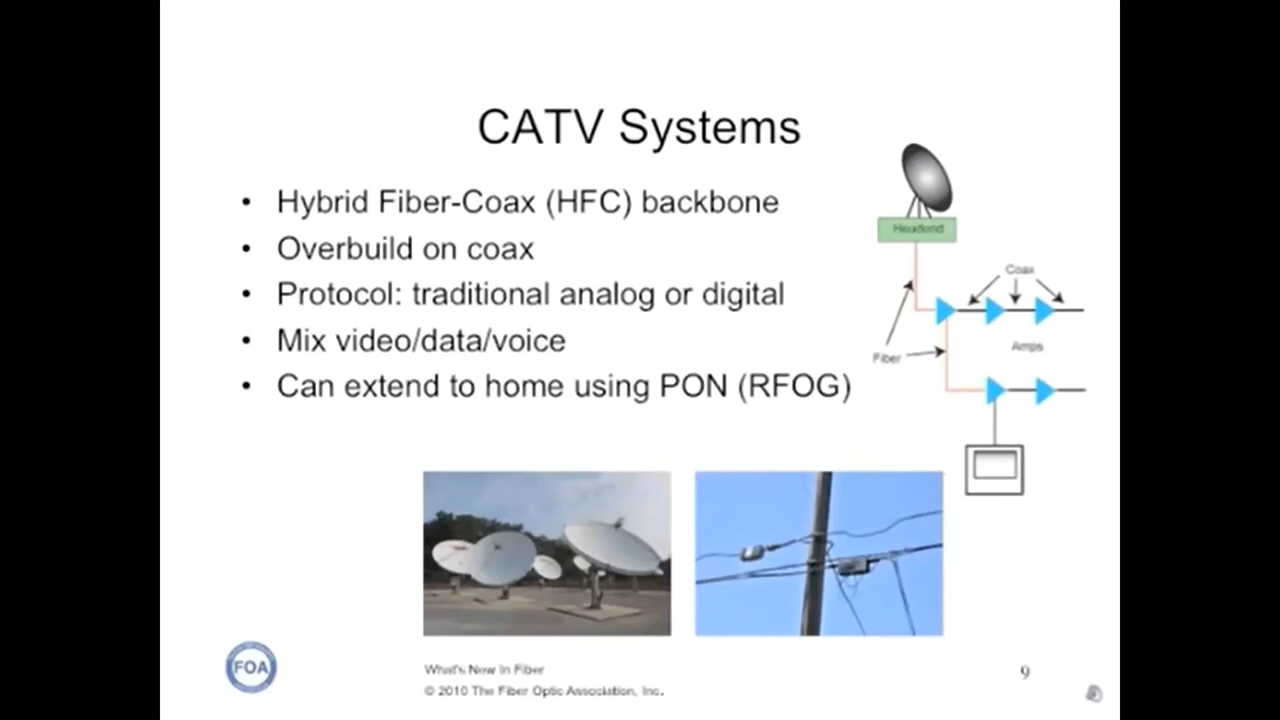 CATV Systems
• Hybrid Fiber-Coax (HFC) backbone
• Overbuild on coax
• Protocol: traditional analog or digital
• Mix video/data/voice
• Can extend to home using PON (RFOG)
Headend
Coax
Fiber
Amps
FOA
What's New In Fiber
© 2010 The Fiber Optic Association, Inc.
9